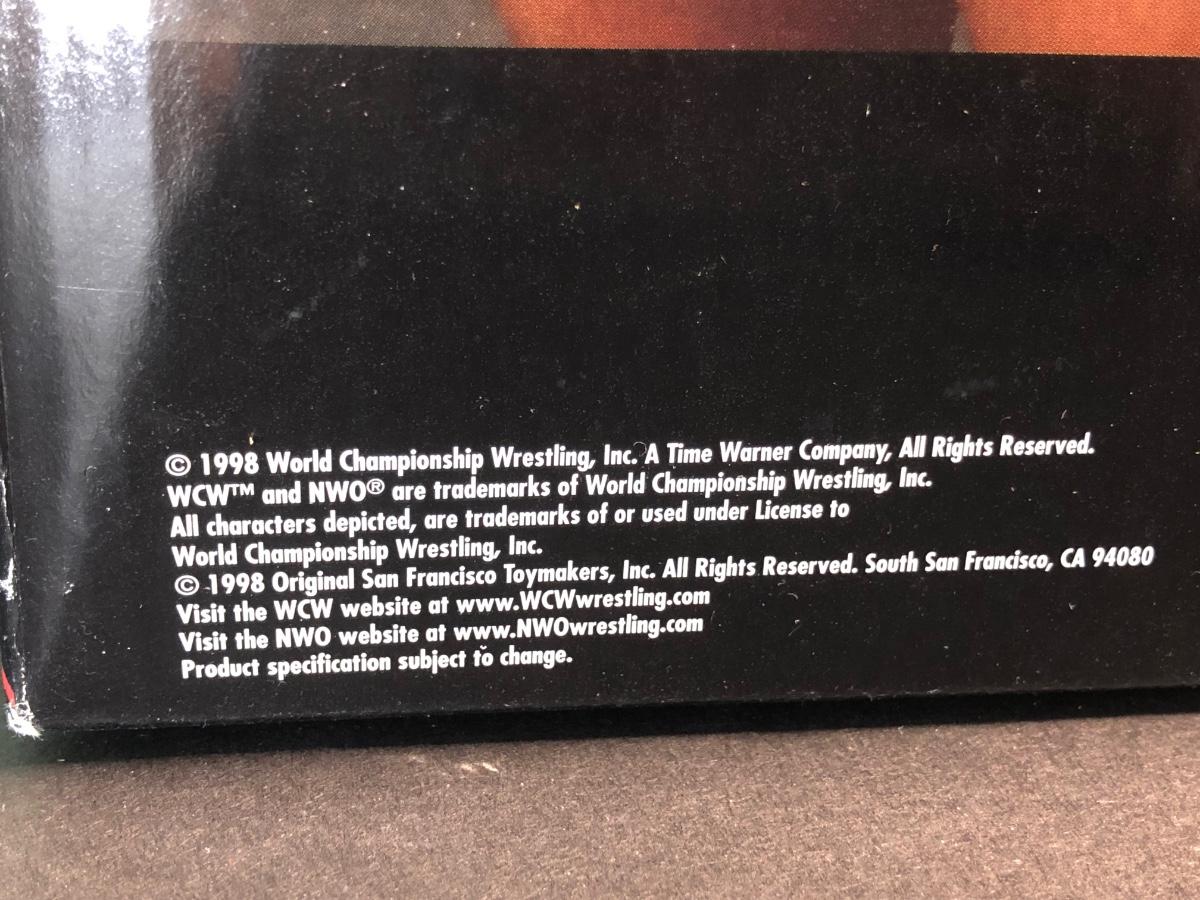 © 1998 World Championship Wrestling, Inc. A Time Warner Company, All Rights Reserved.
WCW™ and NWO® are trademarks of World Championship Wrestling, Inc.
All characters depicted, are trademarks of or used under License to
World Championship Wrestling, Inc.
© 1998 Original San Francisco Toymakers, Inc. All Rights Reserved. South San Francisco, CA 94080
Visit the WCW website at www.WCWwrestling.com
Visit the NWO website at www.NWOwrestling.com
Product specification subject to change.